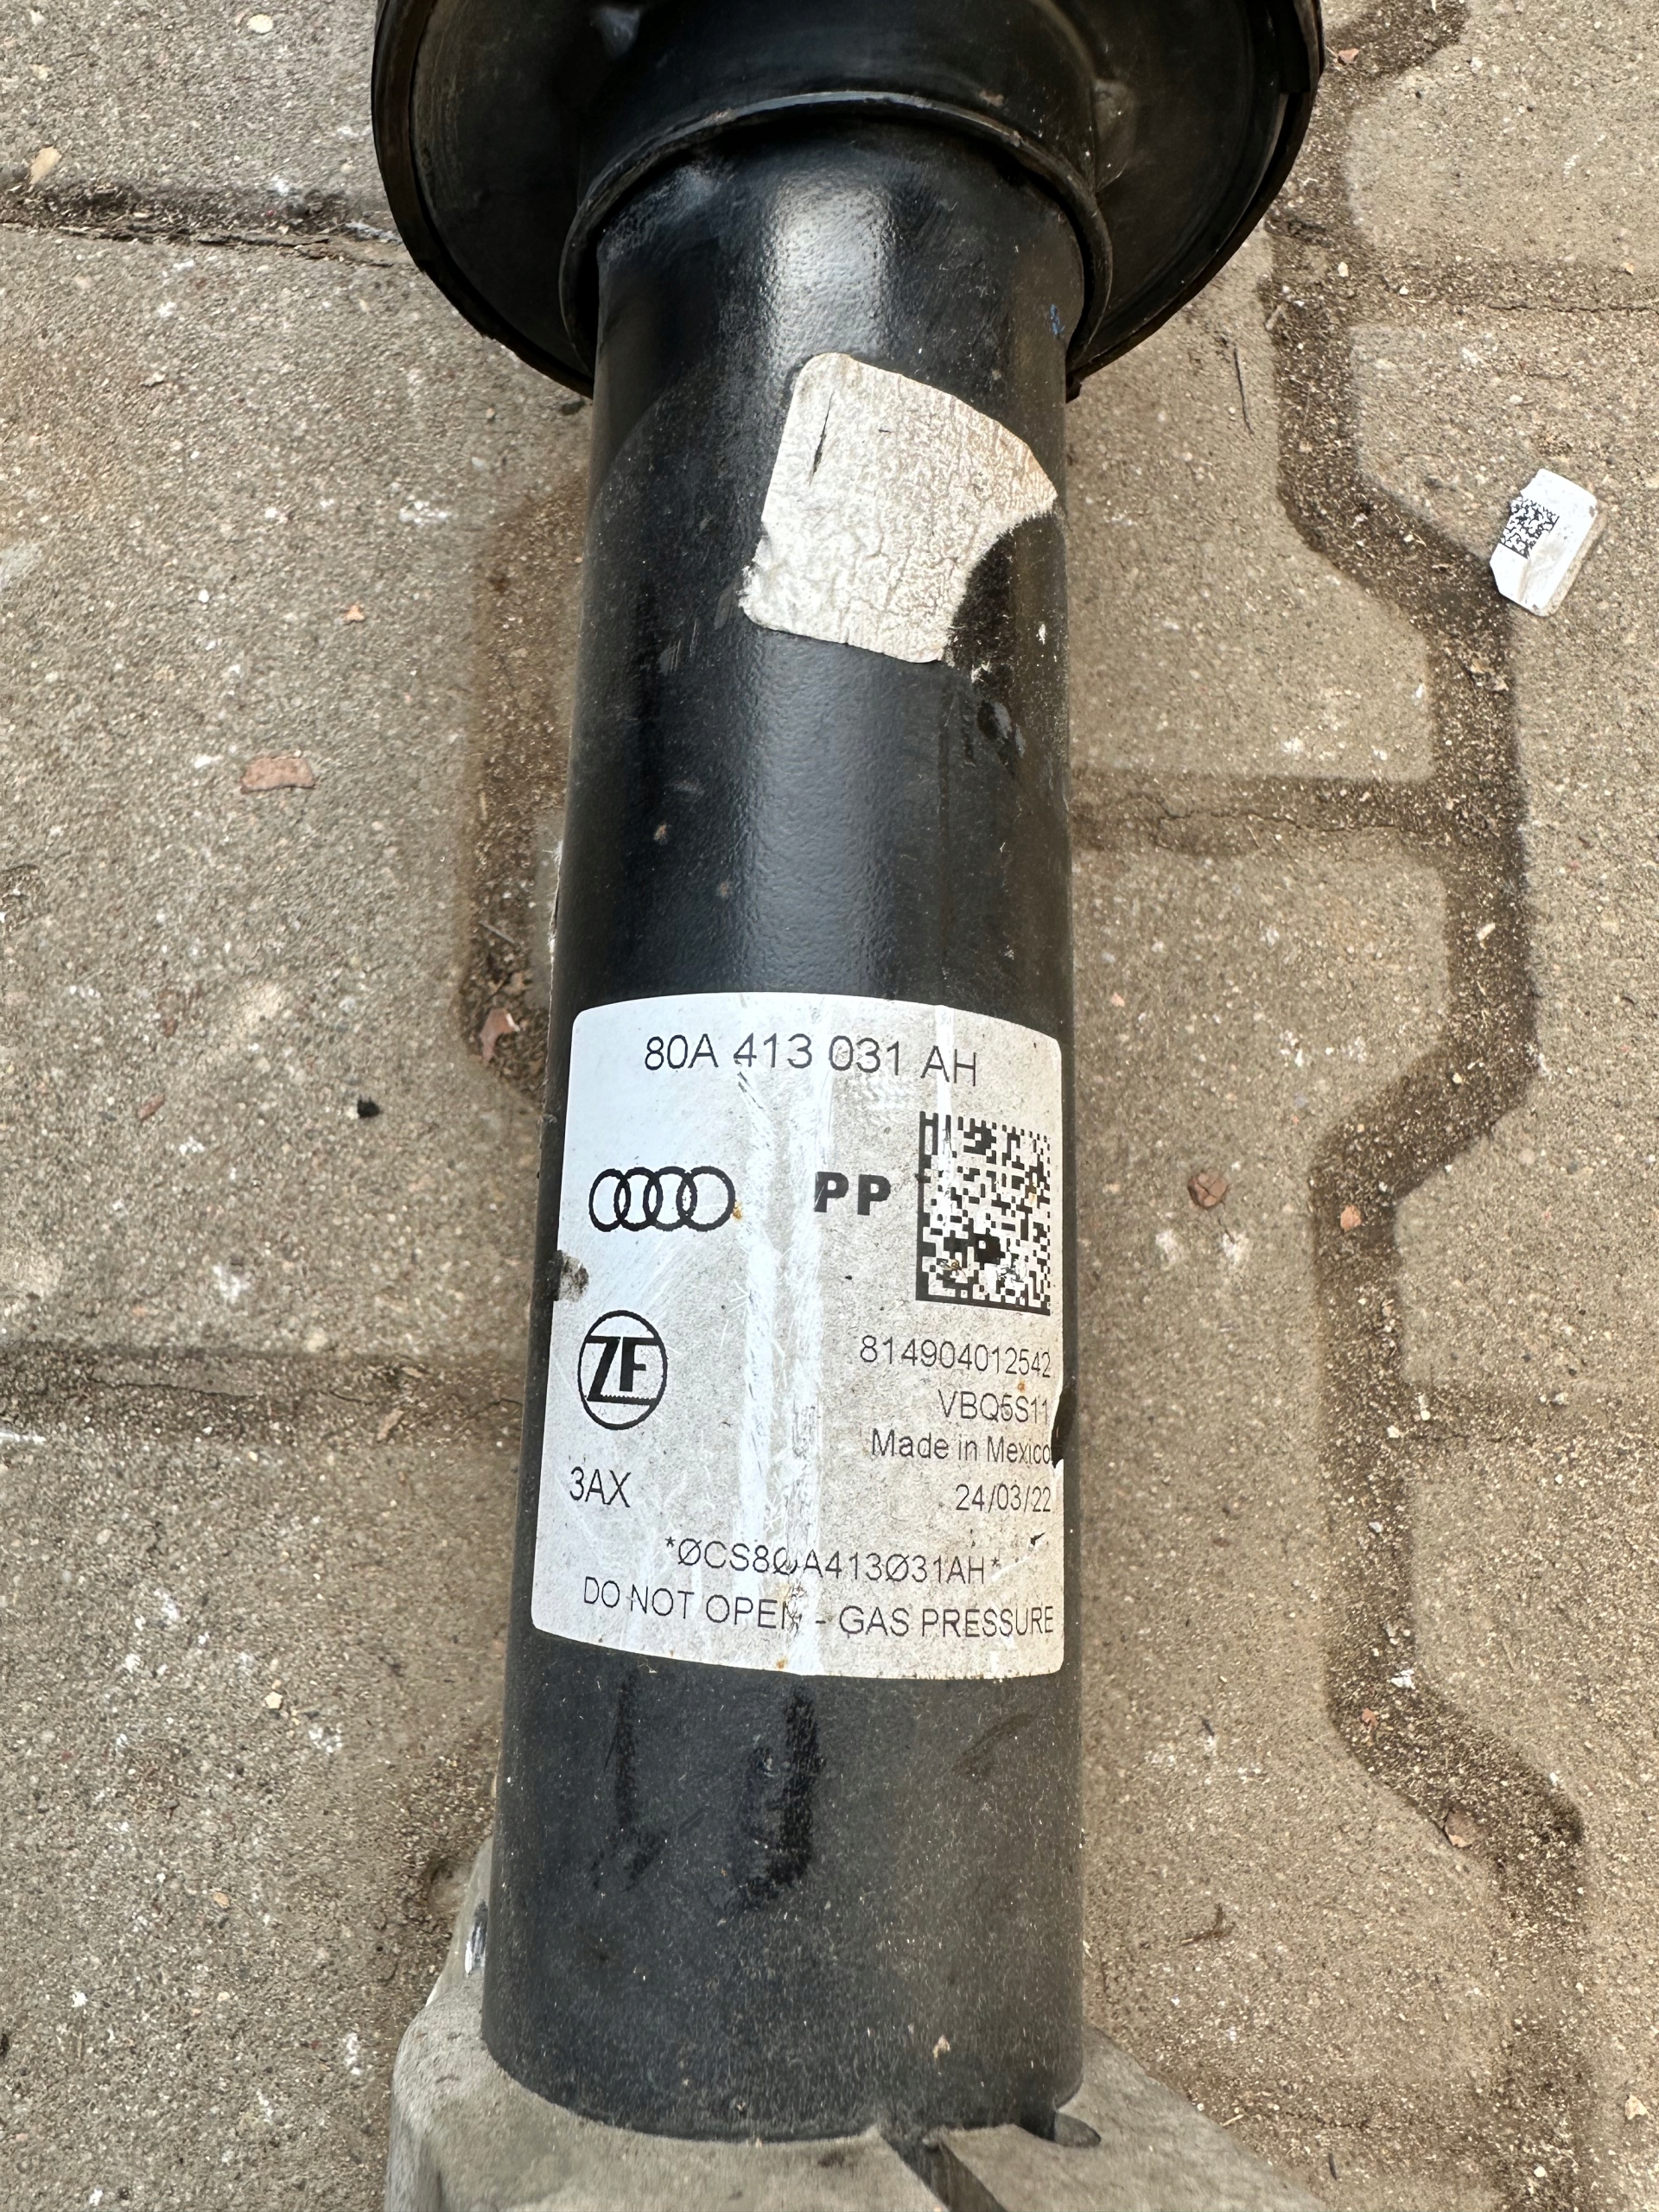 80A 413 031 AH
PP
814904012542
VBQ5S11
Made in Mexico
ZF
3AX
24/03/22
*ØCS8ØA413Ø31AH*
DO NOT OPEN - GAS PRESSURE